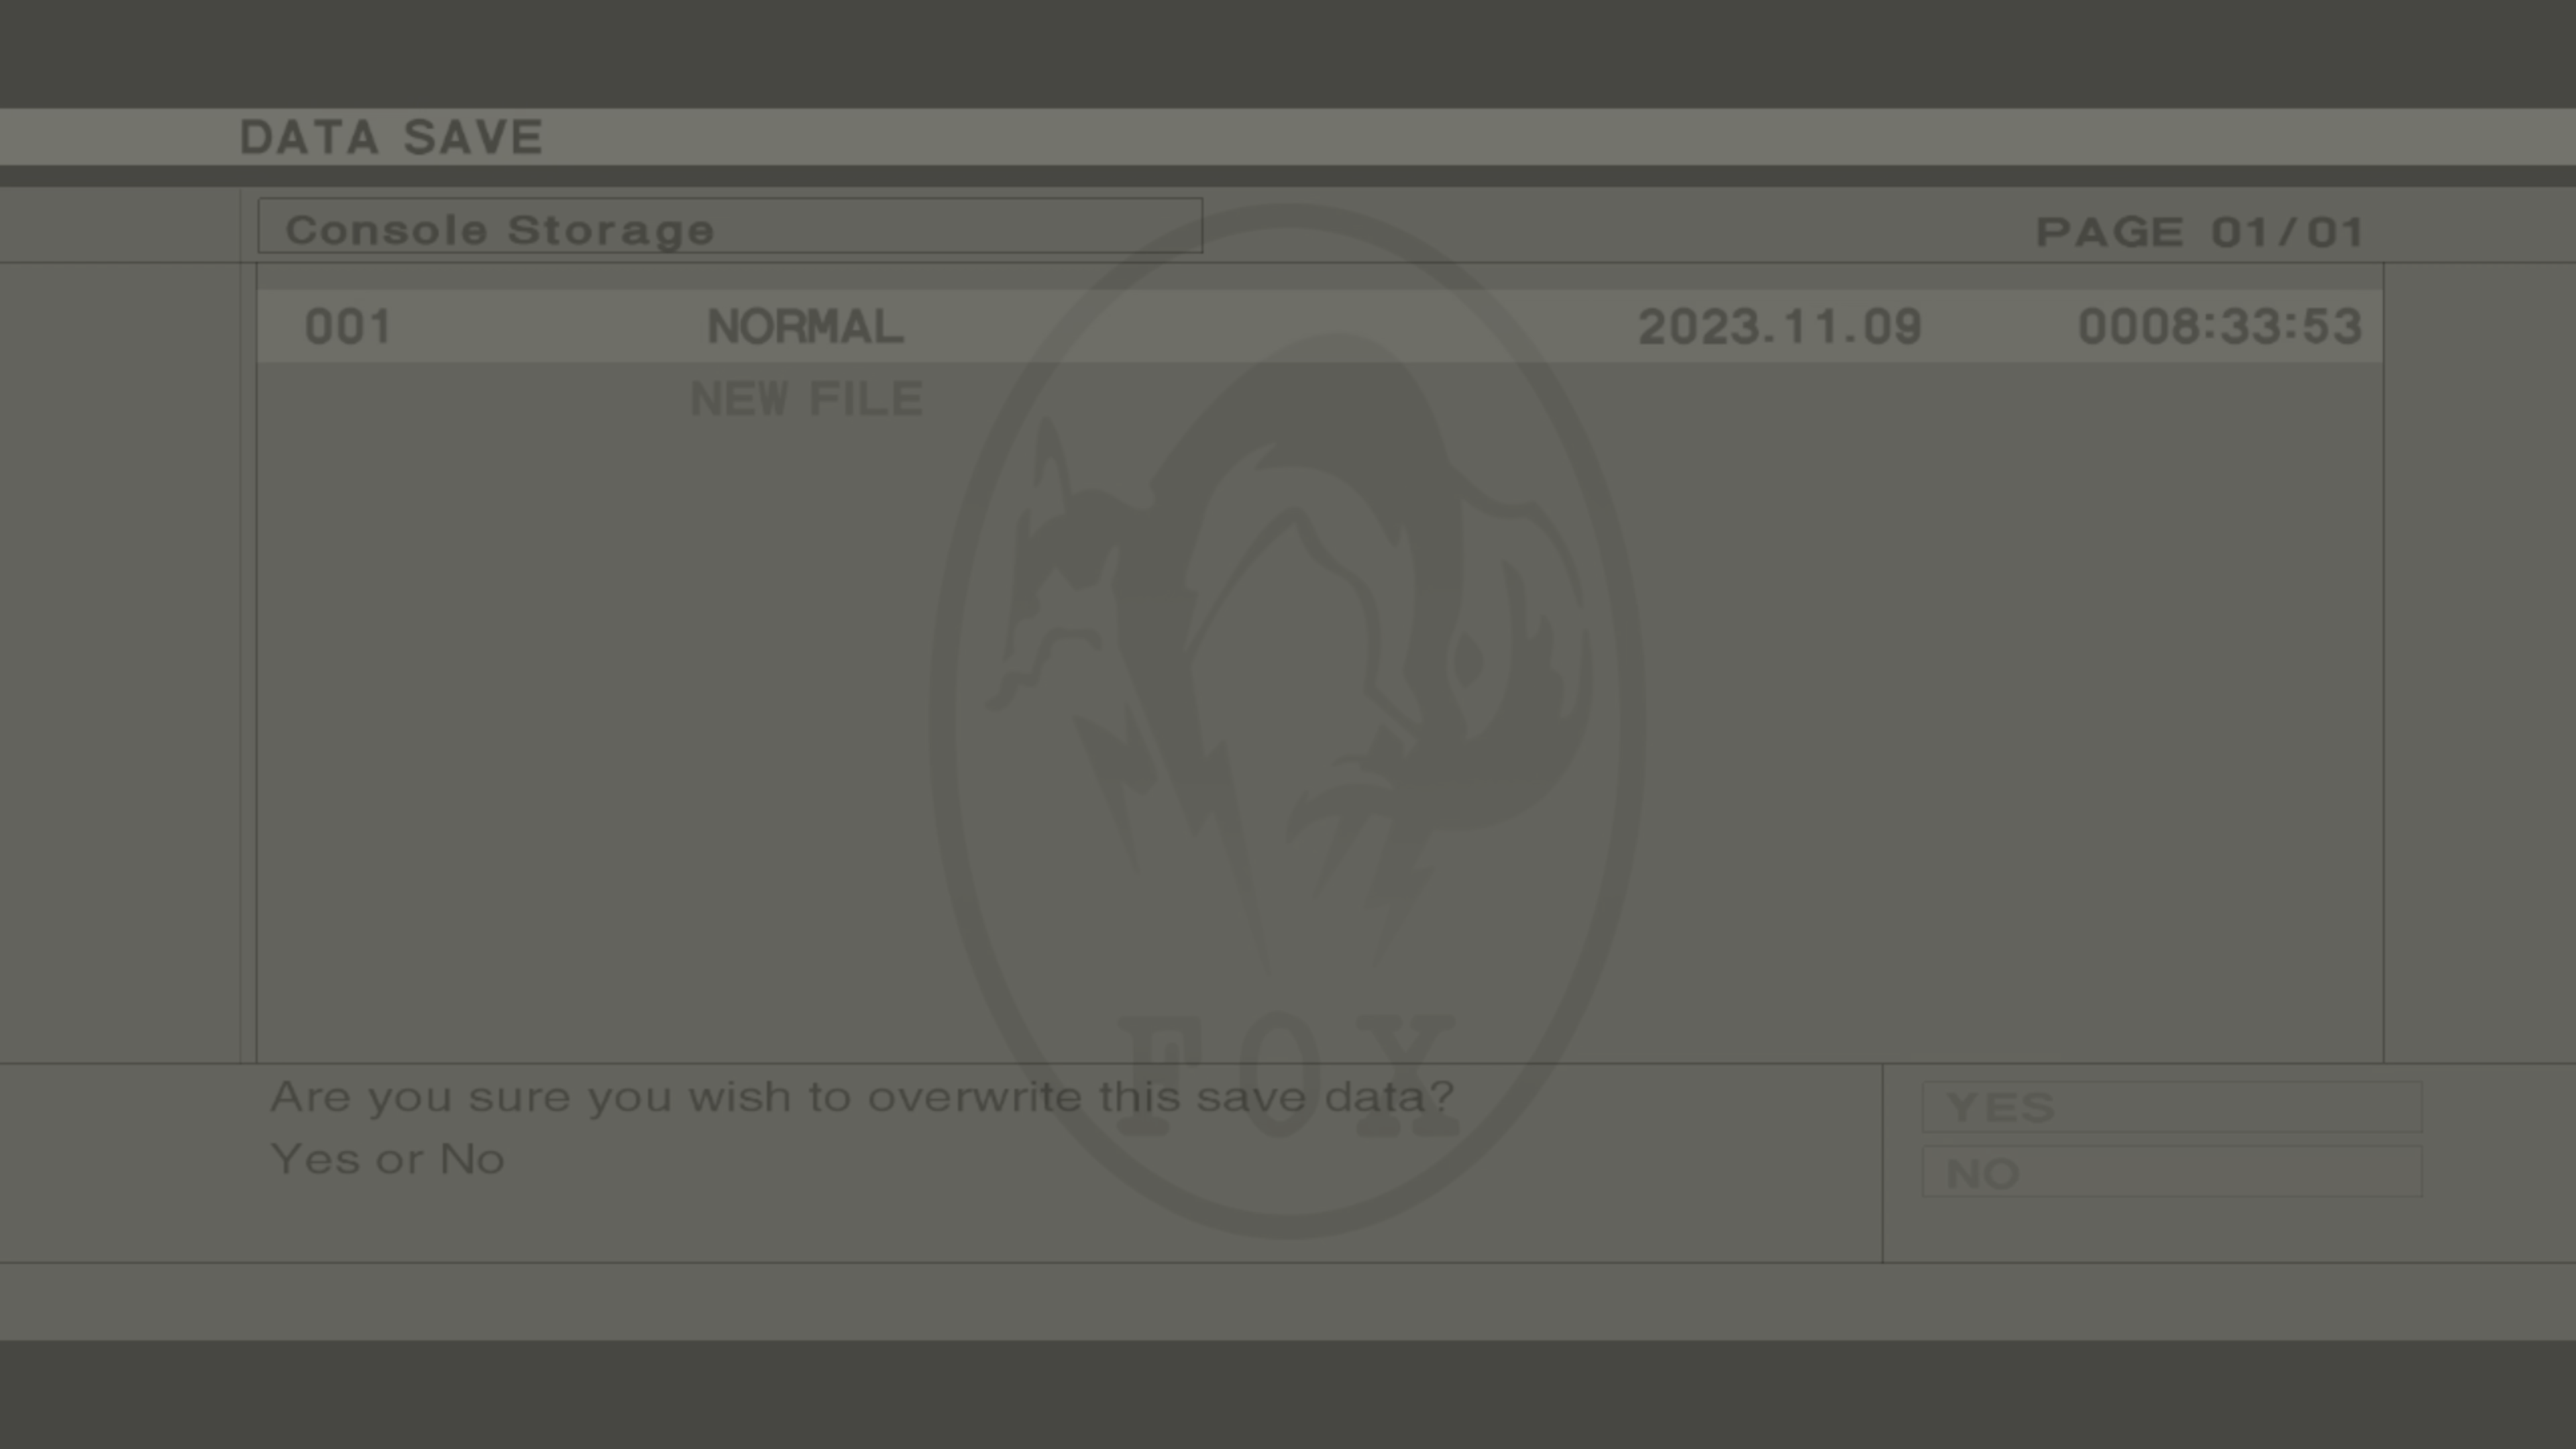 DATA SAVE
Console Storage PAGE 01/01
001 NORMAL 2023.11.09 0008:33:53
NEW FILE
FOX
Are you sure you wish to overwrite this save data?
Yes or No
YES
NO